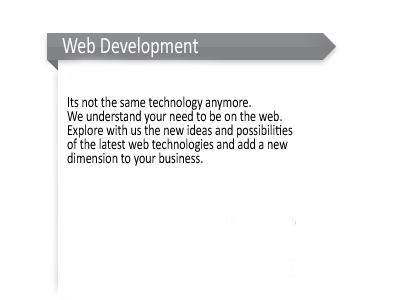 Web Development
Its not the same technology anymore.
We understand your need to be on the web.
Explore with us the new ideas and possibilities
of the latest web technologies and add a new
dimension to your business.